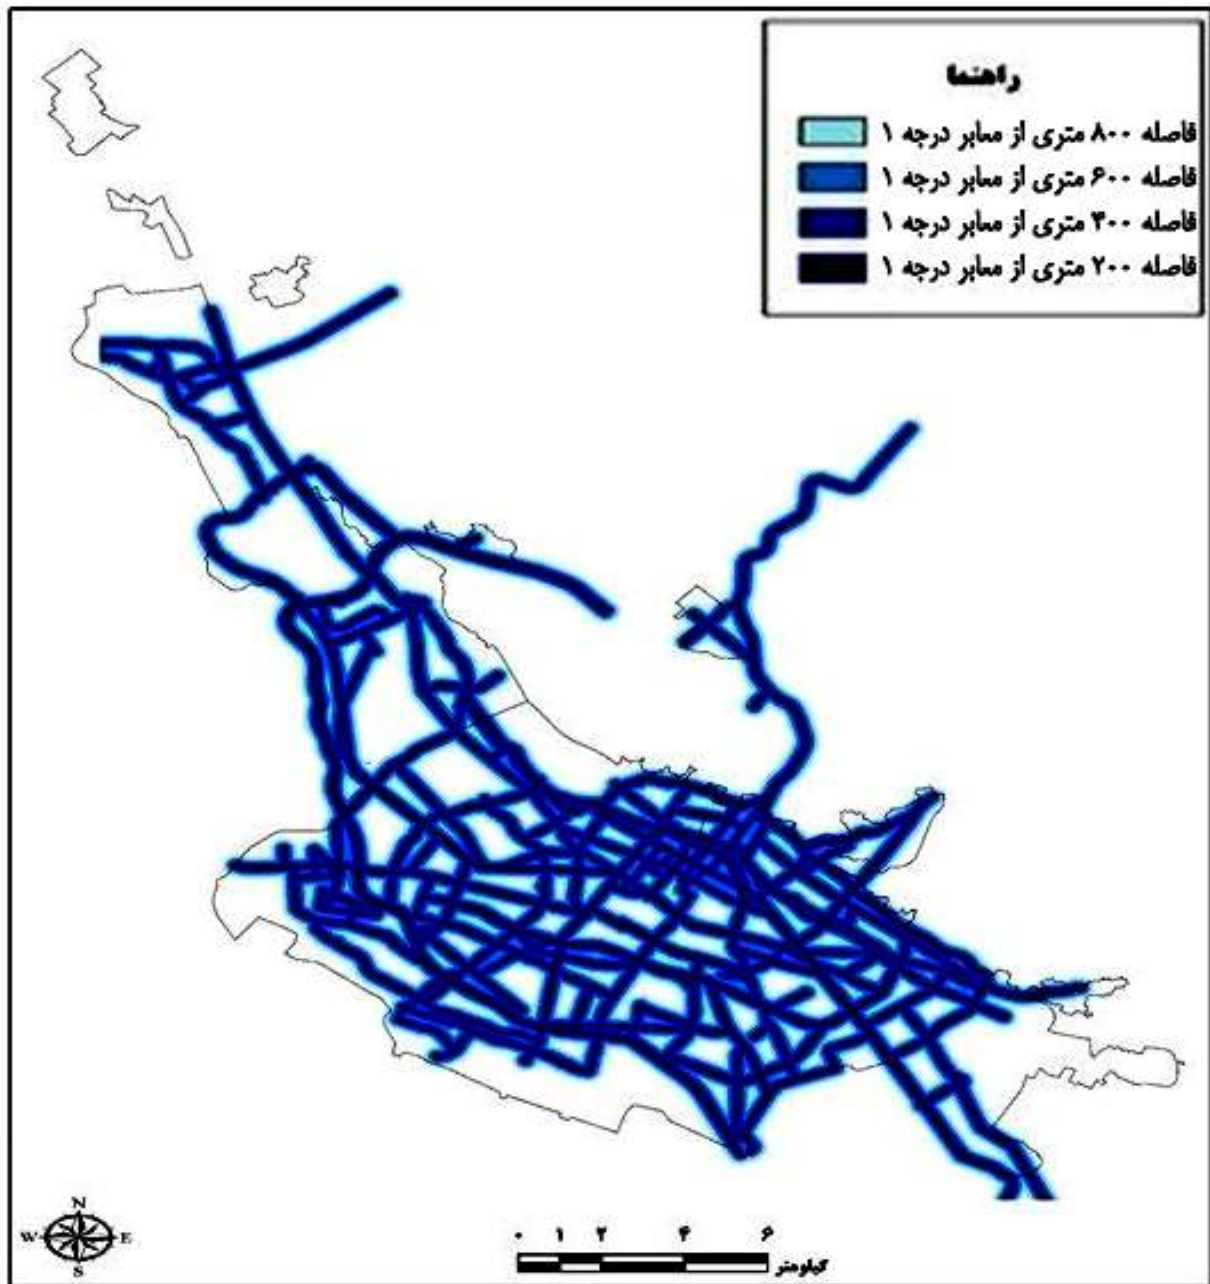 راهنما
فاصله ۸۰۰ متری از معابر درجه ۱
فاصله ۶۰۰ متری از معابر درجه ۱
فاصله ۴۰۰ متری از معابر درجه ۱
فاصله ۲۰۰ متری از معابر درجه ۱
N
W E
S
۰ ۱ ۲ ۴ ۶
کیلومتر